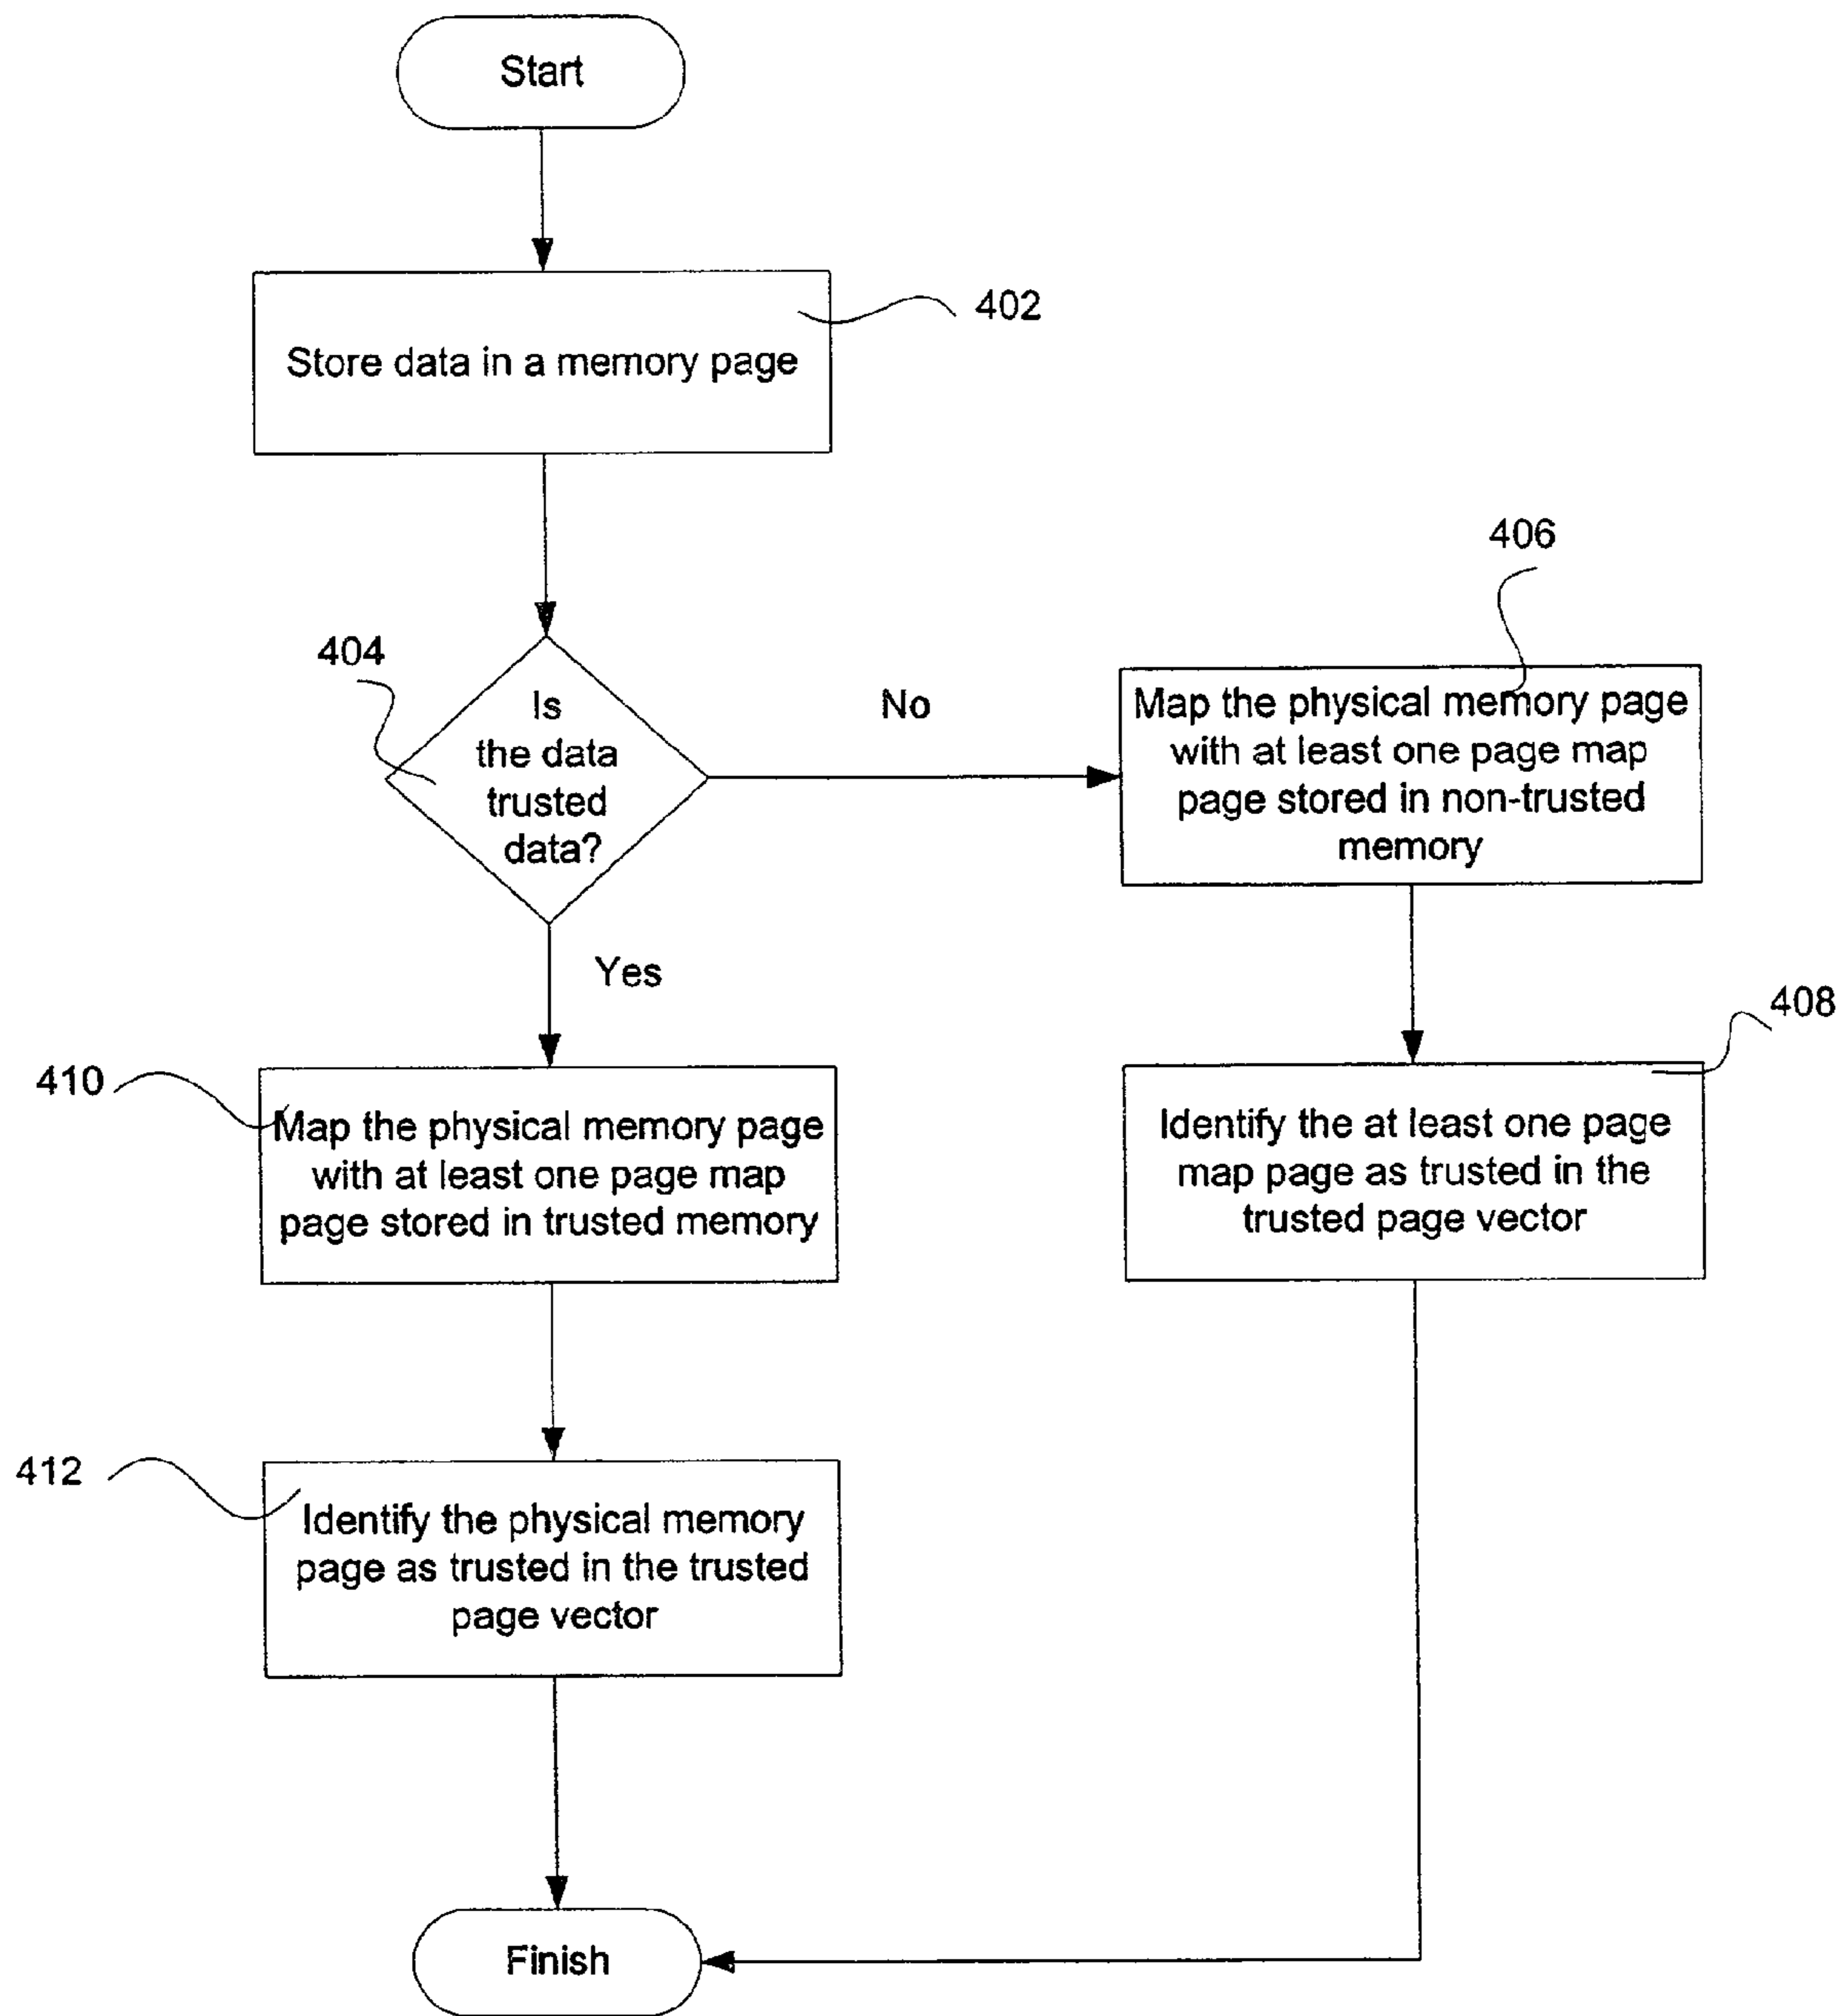 Start
402
Store data in a memory page
404
Is
the data
trusted
data?
No
406
Map the physical memory page
with at least one page map
page stored in non-trusted
memory
Yes
408
Identify the at least one page
map page as trusted in the
trusted page vector
410
Map the physical memory page
with at least one page map
page stored in trusted memory
412
Identify the physical memory
page as trusted in the trusted
page vector
Finish